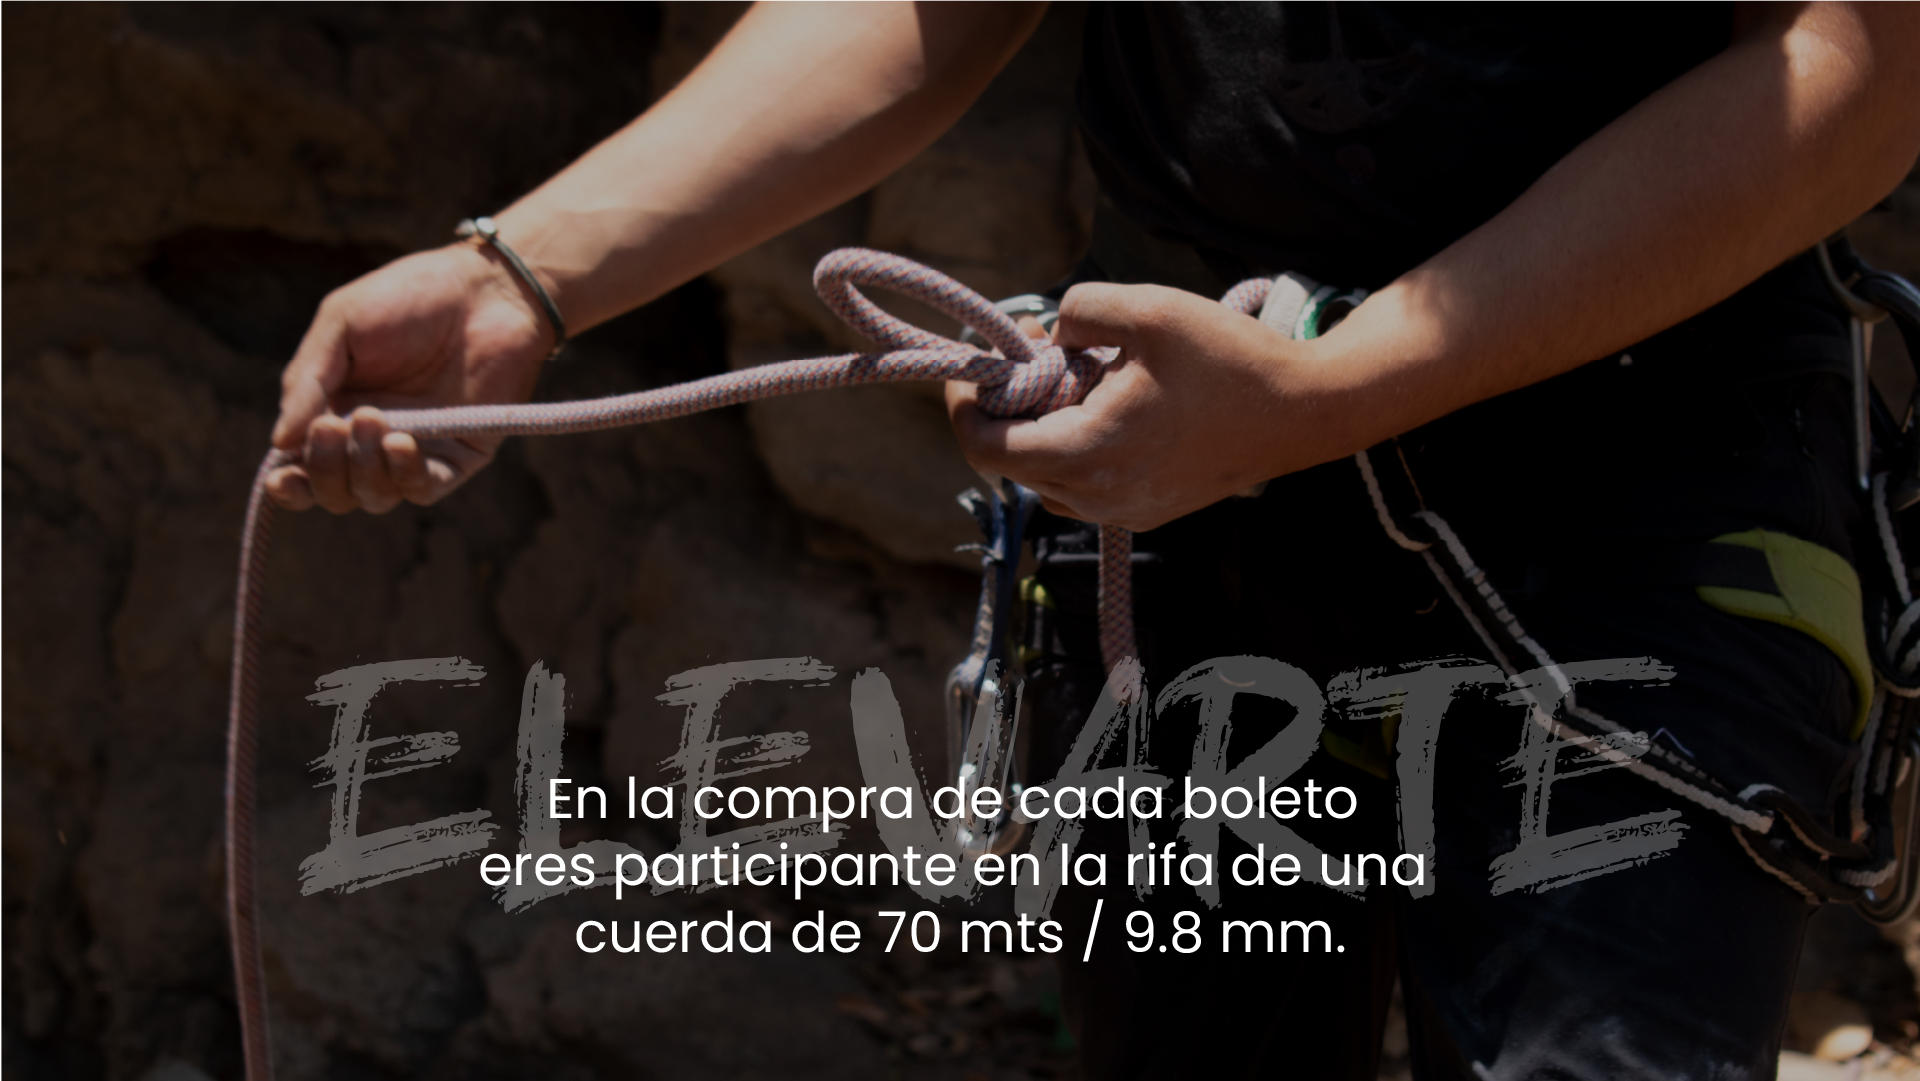 ELEVARTE
En la compra de cada boleto
eres participante en la rifa de una
cuerda de 70 mts / 9.8 mm.